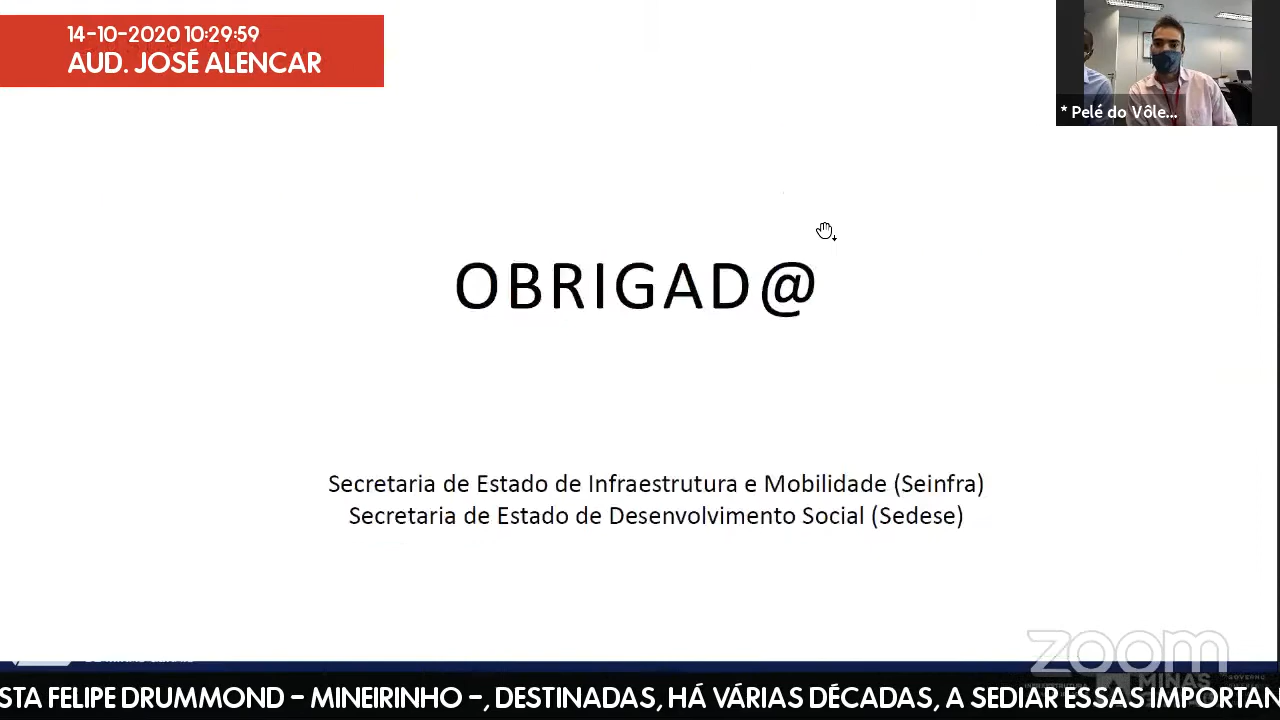 14-10-2020 10:29:59
AUD. JOSÉ ALENCAR
* Pelé do Vôle...
OBRIGAD@
Secretaria de Estado de Infraestrutura e Mobilidade (Seinfra)
Secretaria de Estado de Desenvolvimento Social (Sedese)
zoom
MINAS
STA FELIPE DRUMMOND – MINEIRINHO –, DESTINADAS, HÁ VÁRIAS DÉCADAS, A SEDIAR ESSAS IMPORTAN